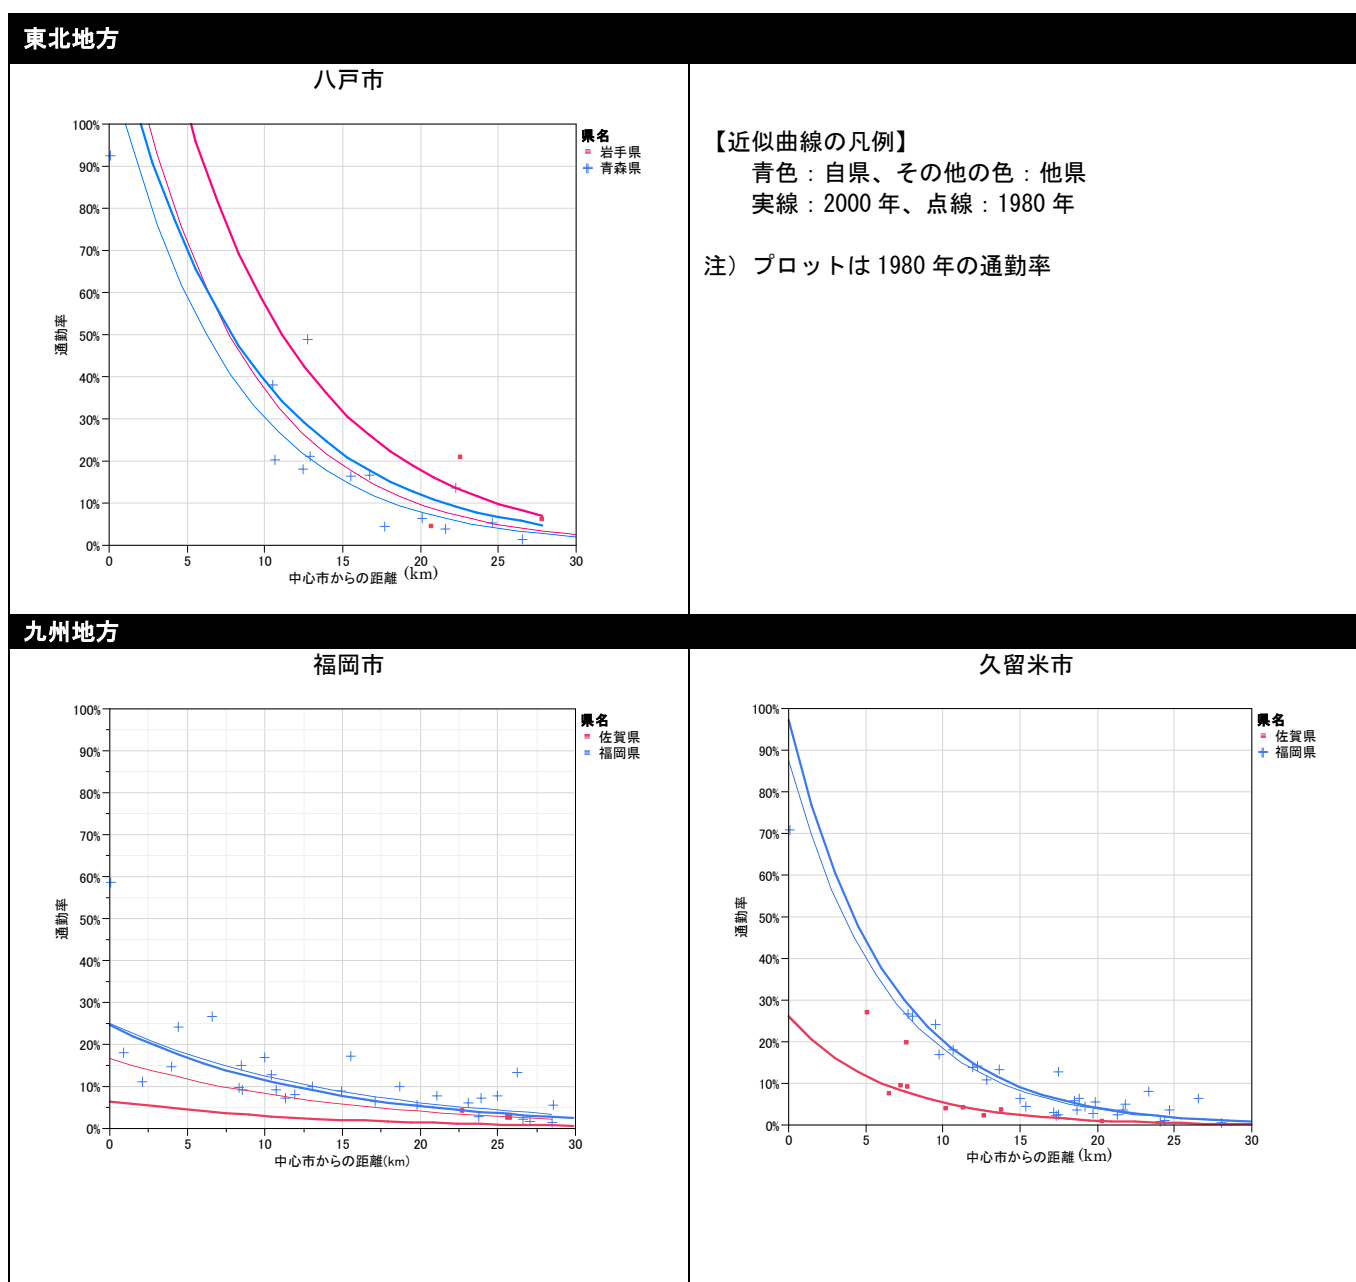 東北地方
八戸市
100%
90%
80%
70%
60%
50%
40%
30%
20%
10%
0%
通勤率
0 5 10 15 20 25 30
中心市からの距離 (km)
県名
岩手県
青森県
【近似曲線の凡例】
青色：自県、その他の色：他県
実線：2000 年、点線：1980 年
注）プロットは 1980 年の通勤率
九州地方
福岡市
100%
90%
80%
70%
60%
50%
40%
30%
20%
10%
0%
通勤率
0 5 10 15 20 25 30
中心市からの距離(km)
県名
佐賀県
福岡県
久留米市
100%
90%
80%
70%
60%
50%
40%
30%
20%
10%
0%
通勤率
0 5 10 15 20 25 30
中心市からの距離 (km)
県名
佐賀県
福岡県